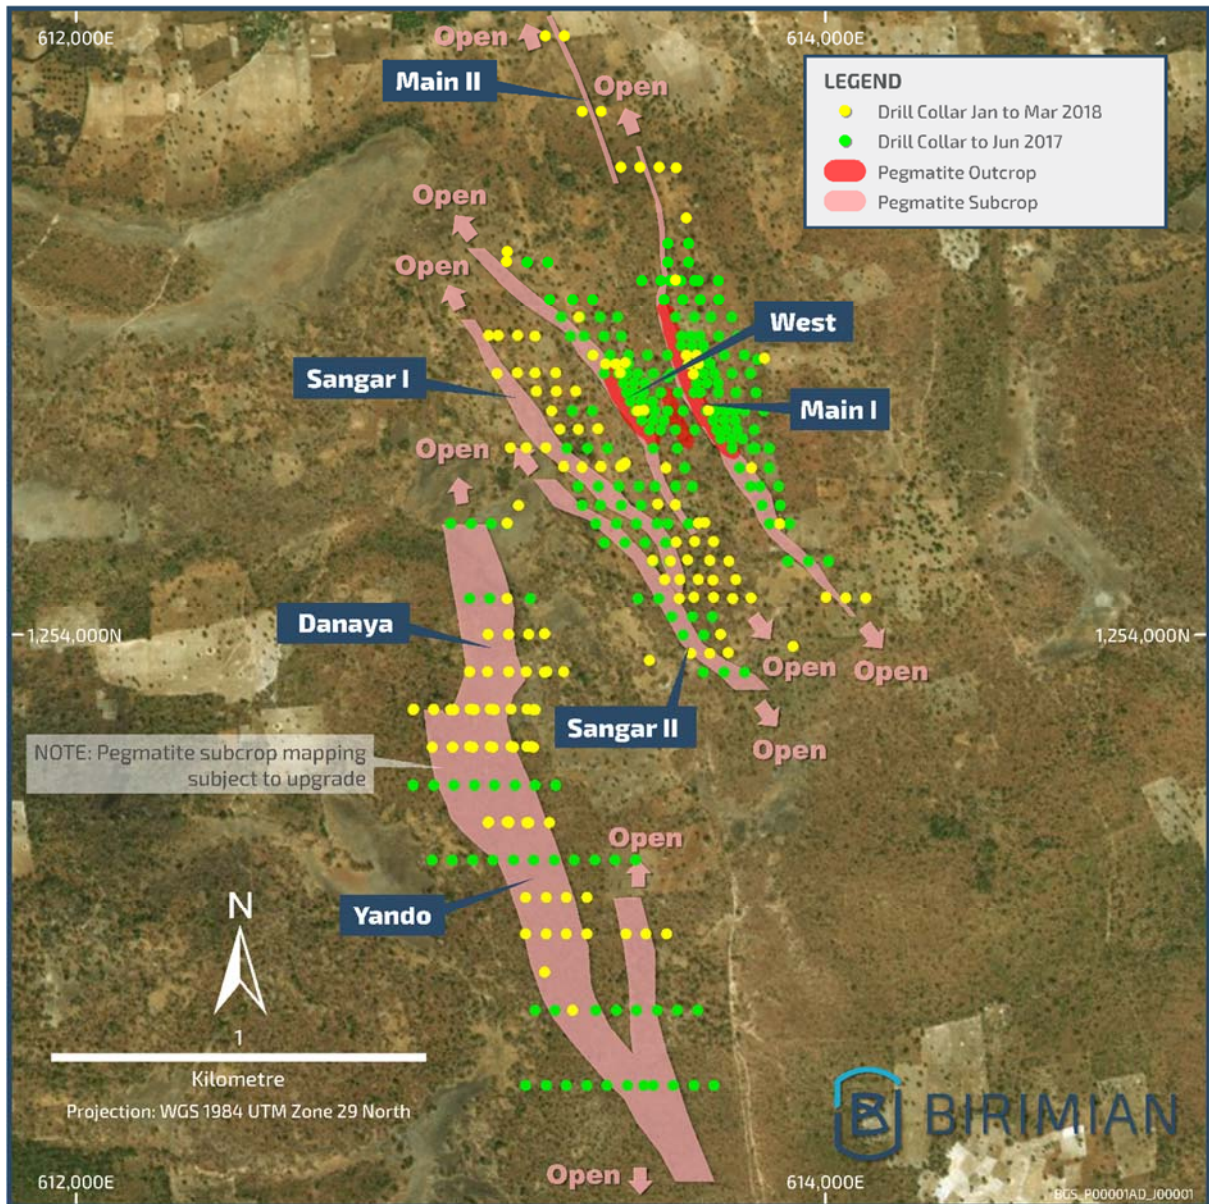 612,000E
Open
614,000E
Main II
Open
LEGEND
Drill Collar Jan to Mar 2018
Drill Collar to Jun 2017
Pegmatite Outcrop
Pegmatite Subcrop
Open
Open
West
Sangar I
Main I
Open
Danaya
1,254,000N
1,254,000N
Open
Open
Sangar II
Open
NOTE: Pegmatite subcrop mapping
subject to upgrade
Open
Yando
N
1
Kilometre
Projection: WGS 1984 UTM Zone 29 North
BIRIMIAN
Open
612,000E
614,000E
BGS_P00001AD_J00001